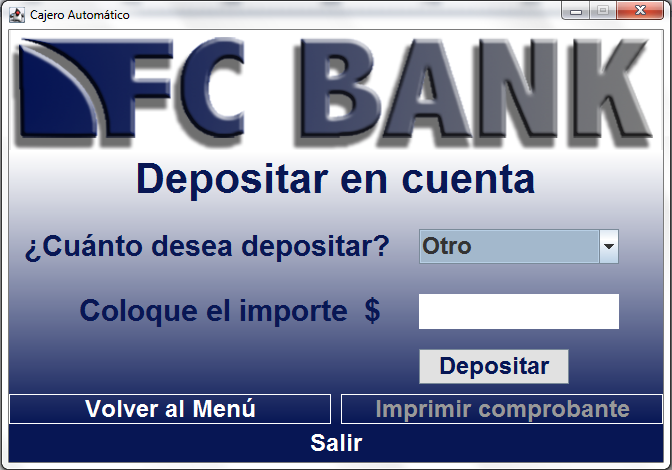 Cajero Automático
FC BANK
Depositar en cuenta
¿Cuánto desea depositar? Otro
Coloque el importe $
Depositar
Volver al Menú Imprimir comprobante
Salir